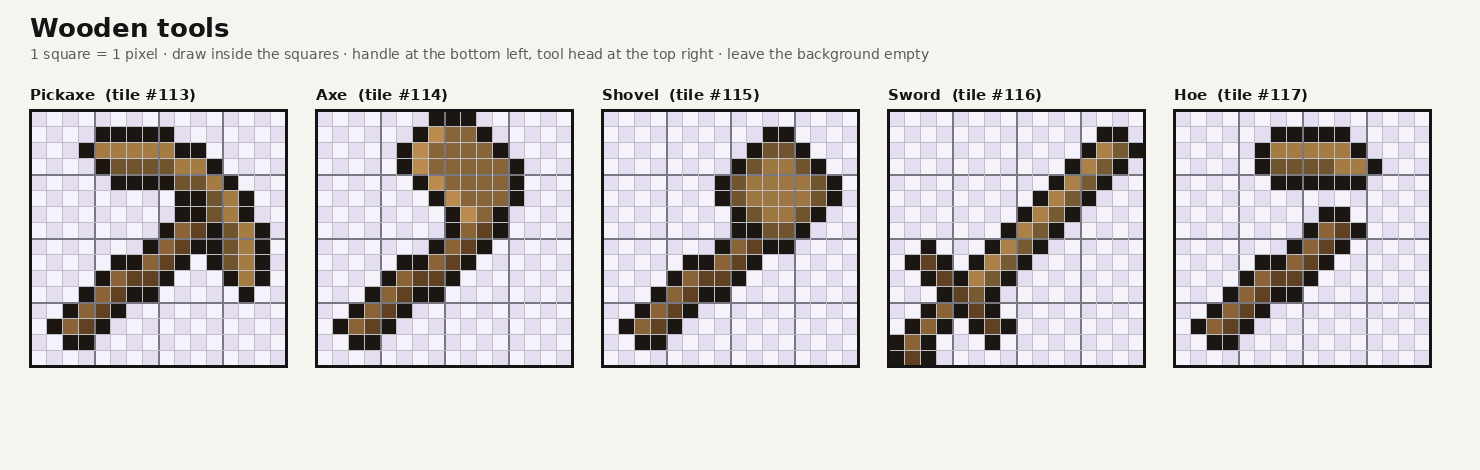 Wooden tools
1 square = 1 pixel · draw inside the squares · handle at the bottom left, tool head at the top right · leave the background empty
Pickaxe (tile #113)
Axe (tile #114)
Shovel (tile #115)
Sword (tile #116)
Hoe (tile #117)